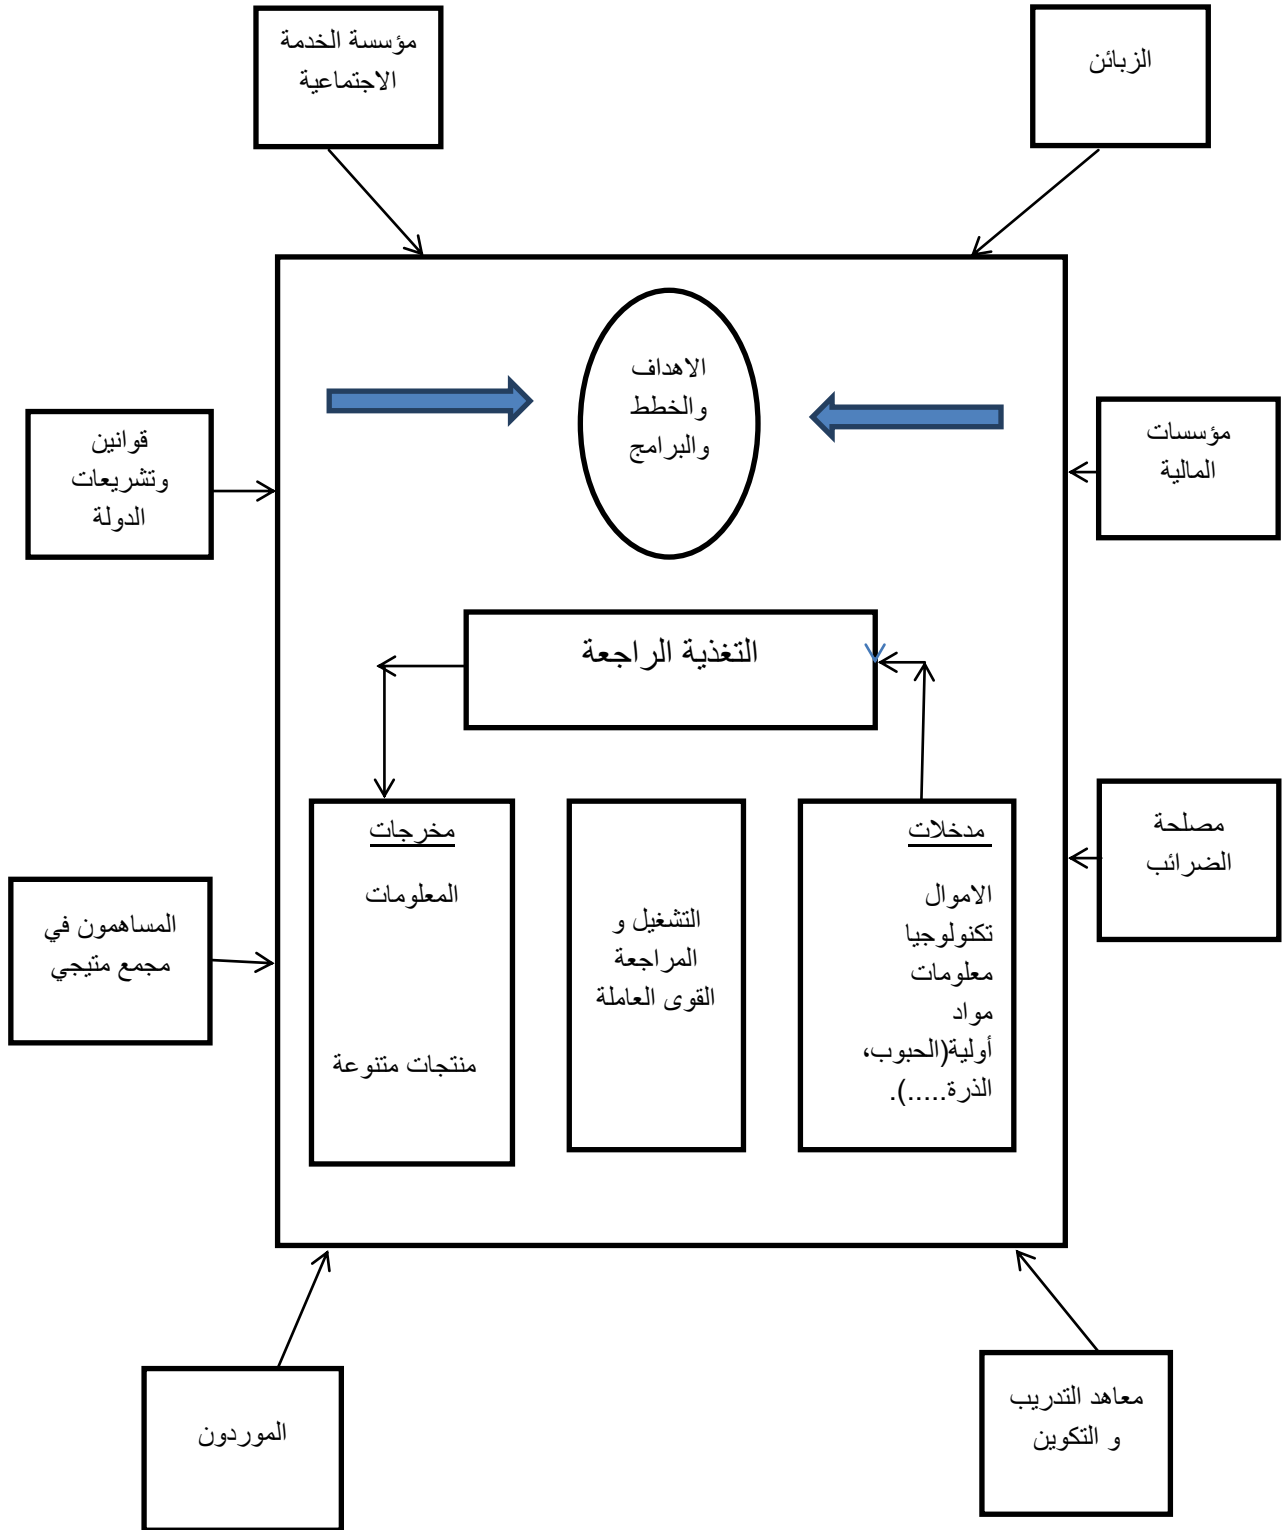 الزبائن
مؤسسة الخدمة
الاجتماعية
الاهداف
والخطط
والبرامج
مؤسسات
المالية
قوانين
وتشريعات
الدولة
التغذية الراجعة
مصلحة
الضرائب
مدخلات
الاموال
تكنولوجيا
معلومات
مواد
أولية(الحبوب،
الذرة.....).
التشغيل و
المراجعة
القوى العاملة
مخرجات
المعلومات
منتجات متنوعة
المساهمون في
مجمع متيجي
معاهد التدريب
و التكوين
الموردون